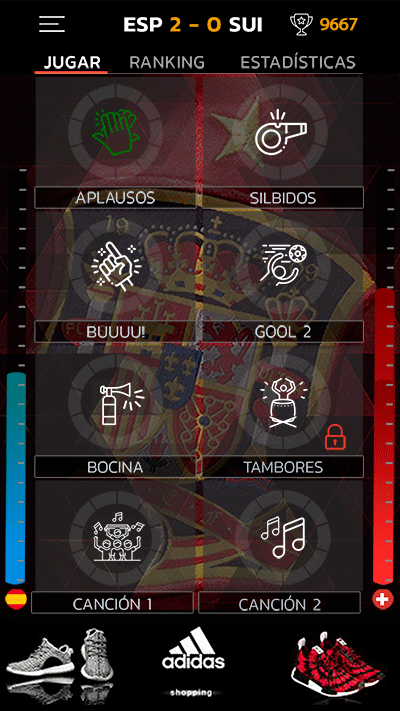 ESP 2 - 0 SUI 9667
JUGAR RANKING ESTADÍSTICAS
APLAUSOS SILBIDOS
19
BUUUU! GOOL 2
BOCINA TAMBORES
CANCIÓN 1 CANCIÓN 2
adidas
shopping